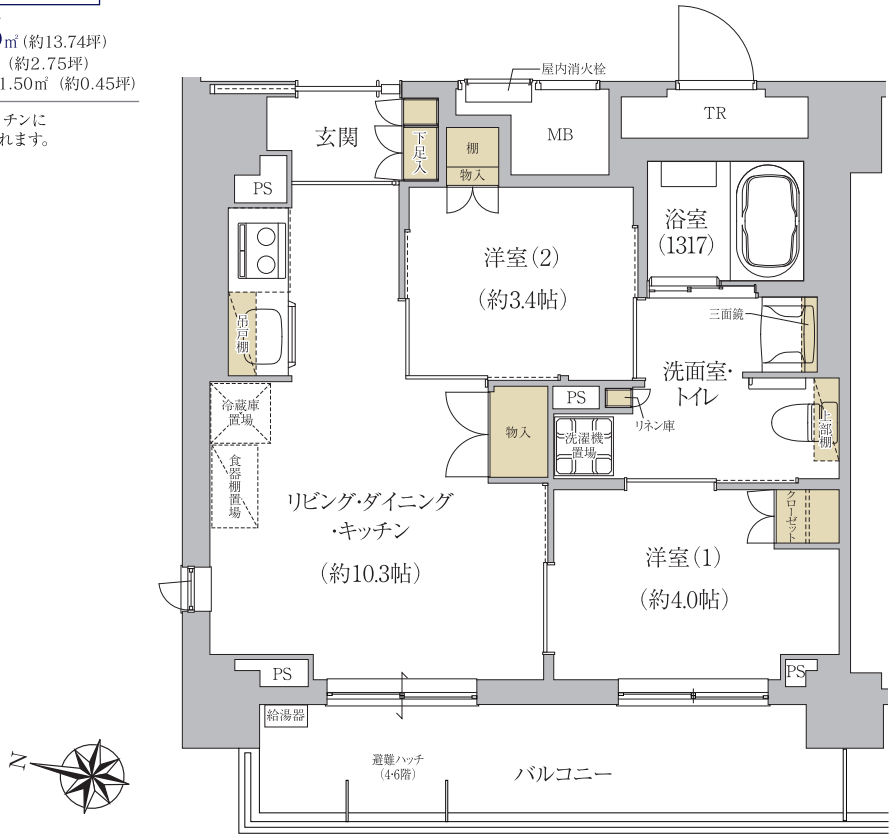 ㎡(約13.74坪)
(約2.75坪)
1.50㎡(約0.45坪)
チンに
れます。
屋内消火栓
TR
MB
玄関
下足入
棚
物入
PS
浴室
(1317)
洋室(2)
(約3.4帖)
三面鏡
吊戸棚
洗面室・
トイレ
PS
リネン庫
冷蔵庫
置場
物入
洗濯機
置場
上部棚
食器棚置場
リビング・ダイニング
・キッチン
(約10.3帖)
クローゼット
洋室(1)
(約4.0帖)
PS
PS
給湯器
避難ハッチ
(4・6階)
バルコニー
N